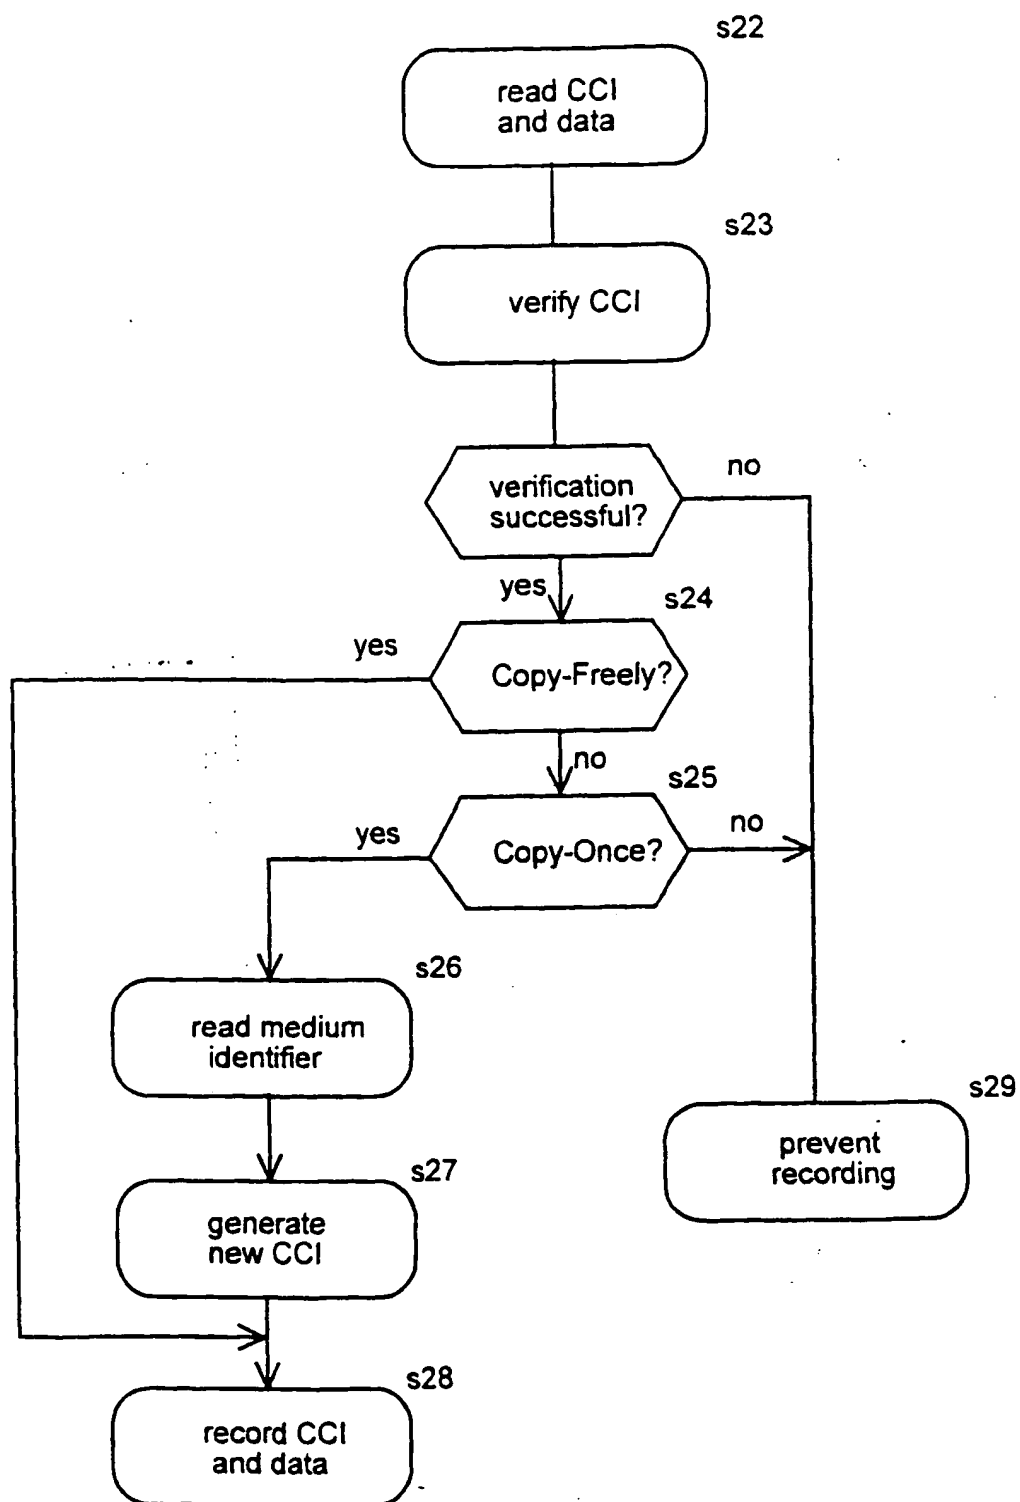 s22
read CCI
and data
s23
verify CCI
verification
successful?
no
yes
s24
yes
Copy-Freely?
no
s25
yes
Copy-Once?
no
s26
read medium
identifier
s29
prevent
recording
s27
generate
new CCI
s28
record CCI
and data